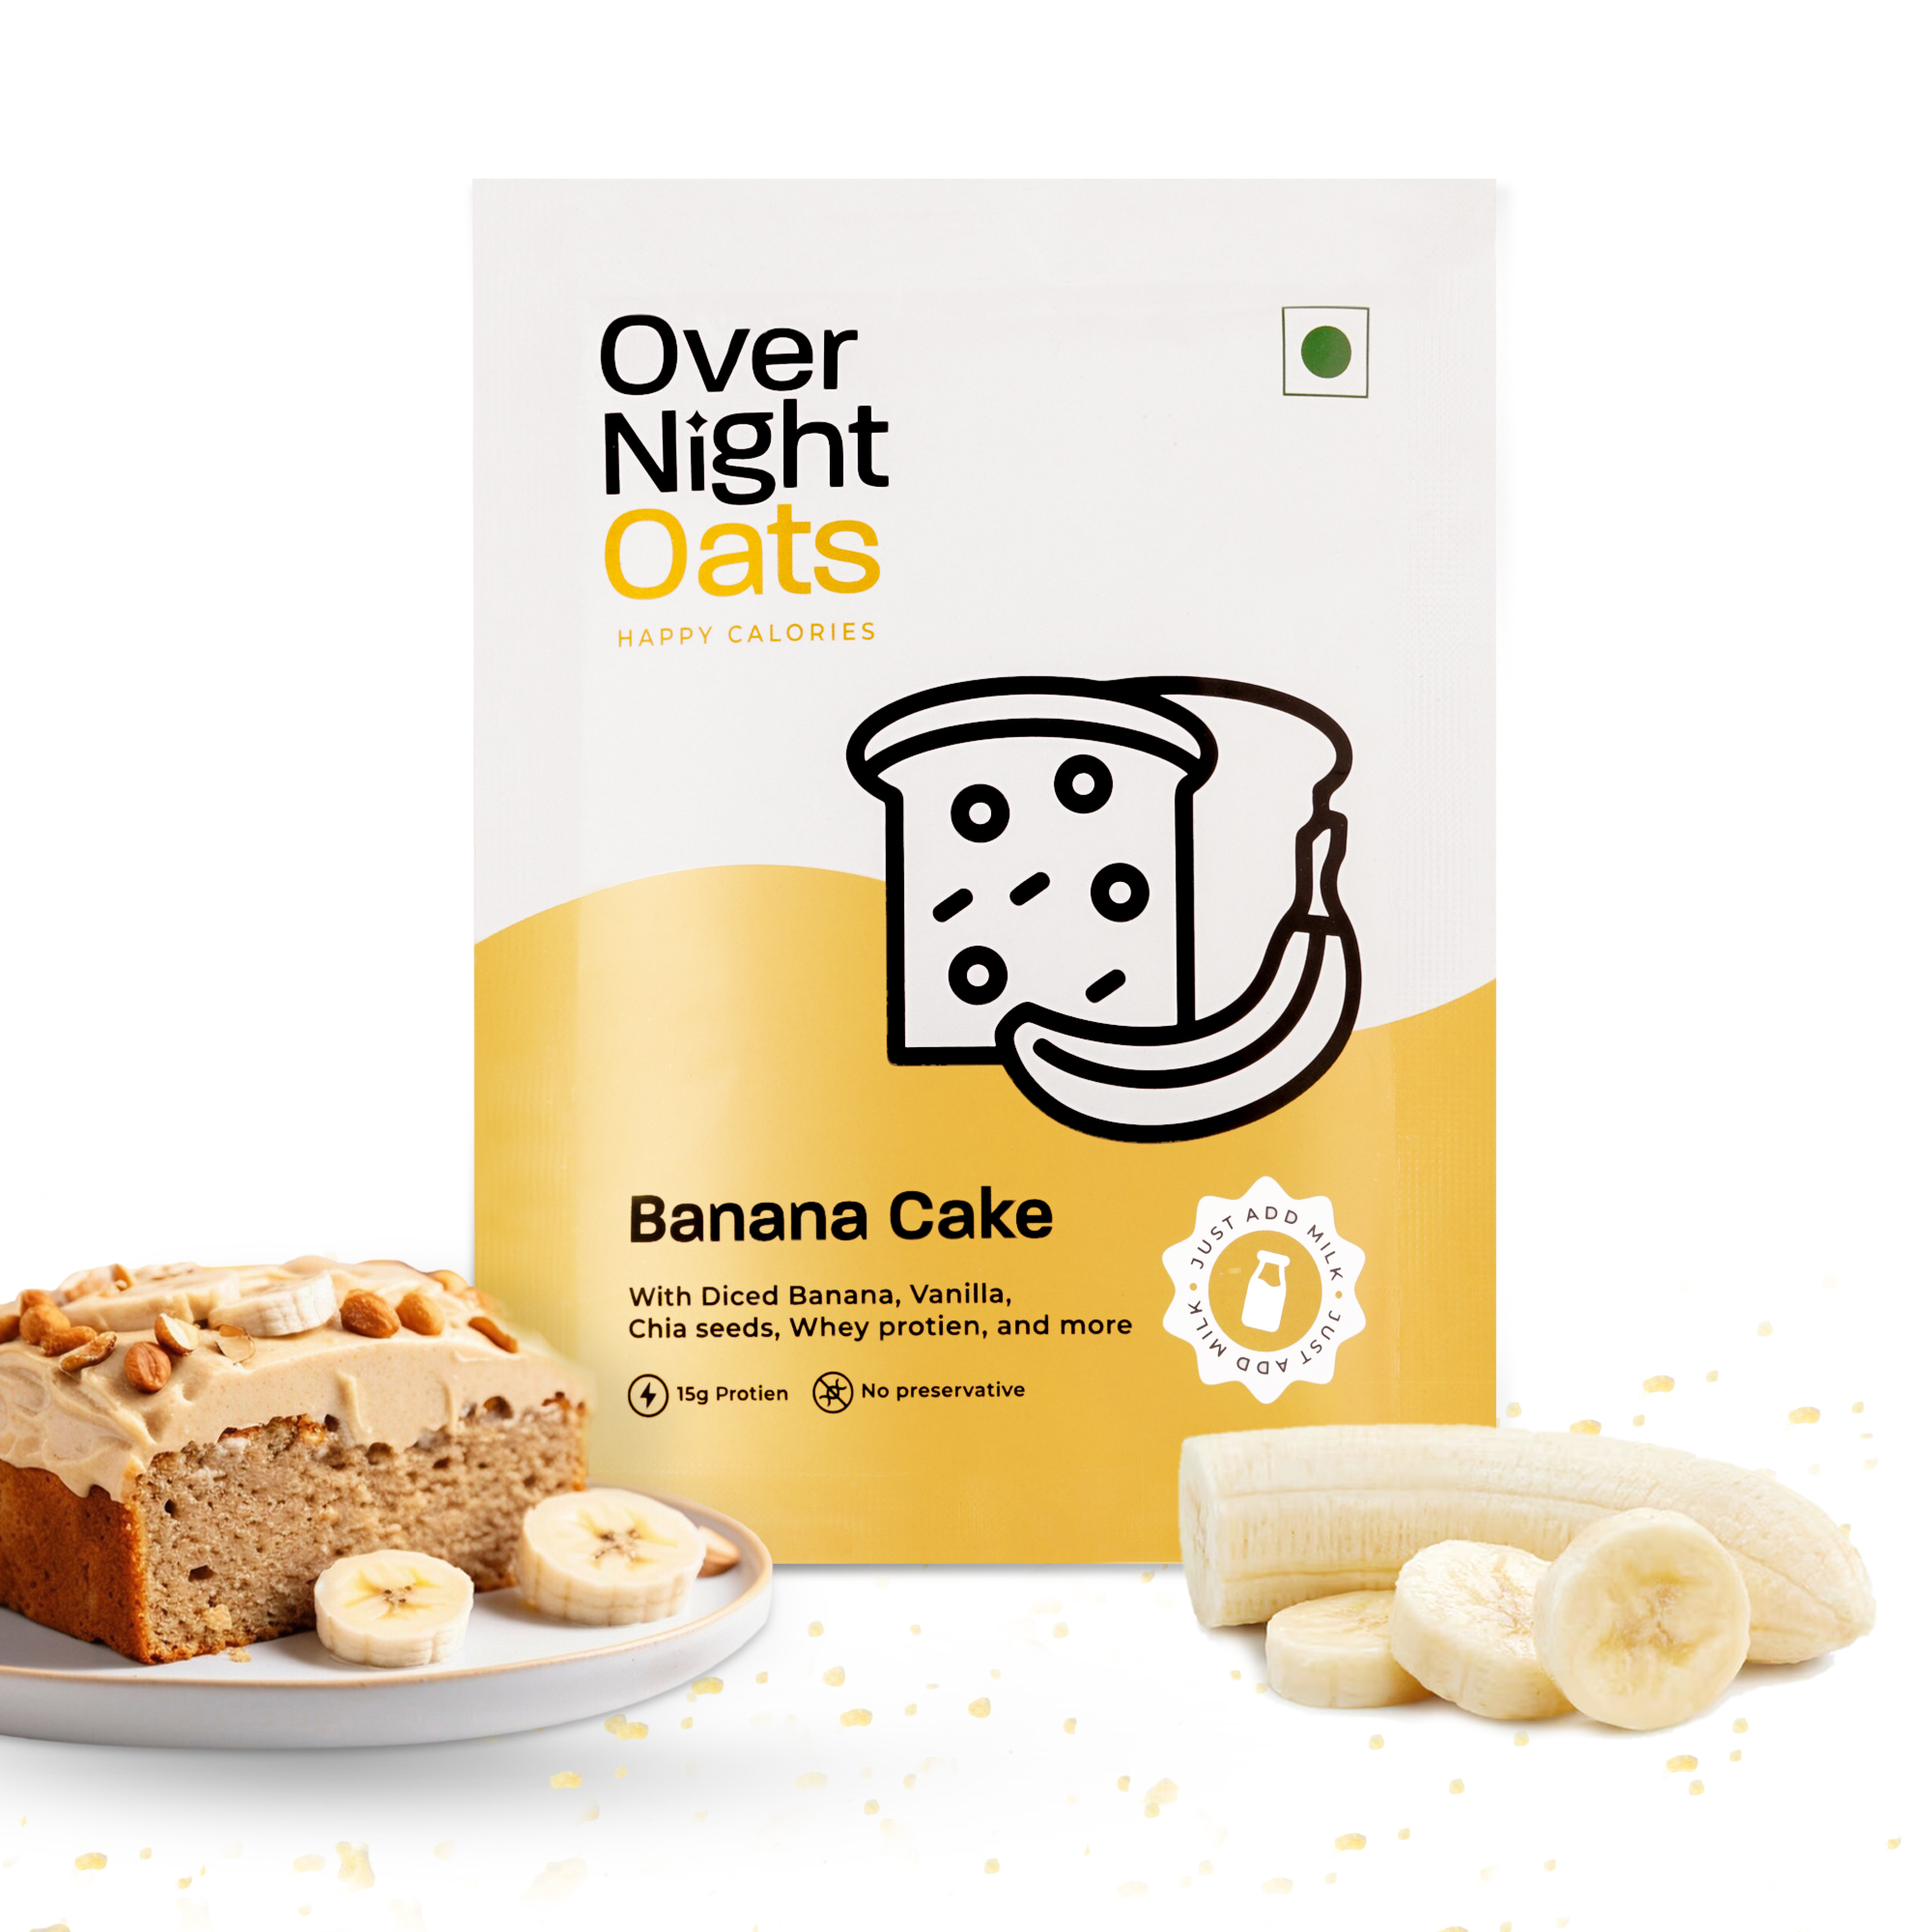 Over
Night
Oats
HAPPY CALORIES
Banana Cake
With Diced Banana, Vanilla,
Chia seeds, Whey protien, and more
15g Protien
No preservative
JUST ADD MILK • JUST ADD MILK •